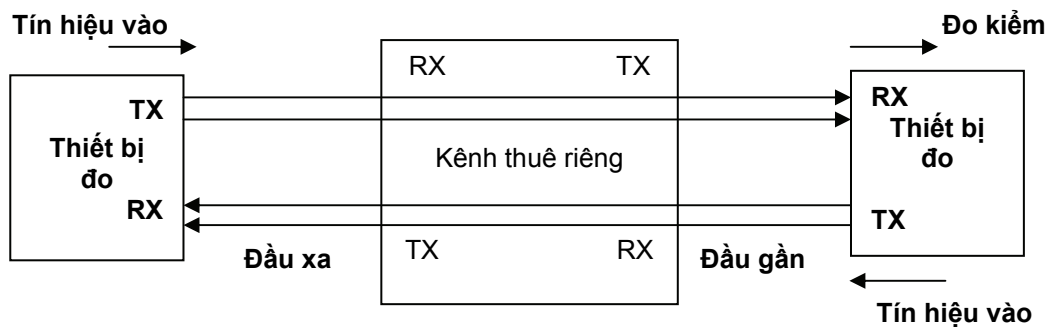 Tín hiệu vào
Đo kiểm
RX TX
TX
RX
Thiết bị
đo
Thiết bị
đo
Kênh thuê riêng
RX
TX
TX RX
Đầu xa
Đầu gần
Tín hiệu vào